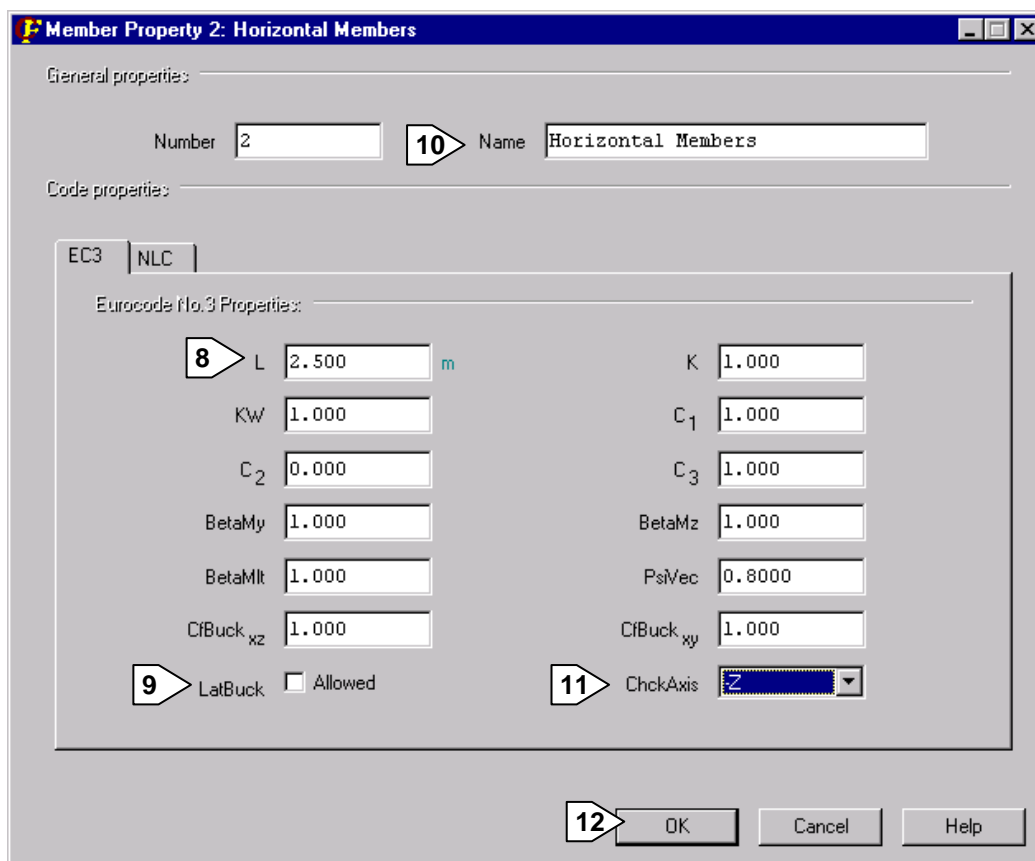 Member Property 2: Horizontal Members
General properties
Number 2 10 Name Horizontal Members
Code properties
EC3 NLC
Eurocode No.3 Properties:
8 L 2.500 m K 1.000
KW 1.000 C1 1.000
C2 0.000 C3 1.000
BetaMy 1.000 BetaMz 1.000
BetaMlt 1.000 PsiVec 0.8000
CfBuck xz 1.000 CfBuck xy 1.000
9 LatBuck Allowed 11 ChckAxis -Z
12 OK Cancel Help